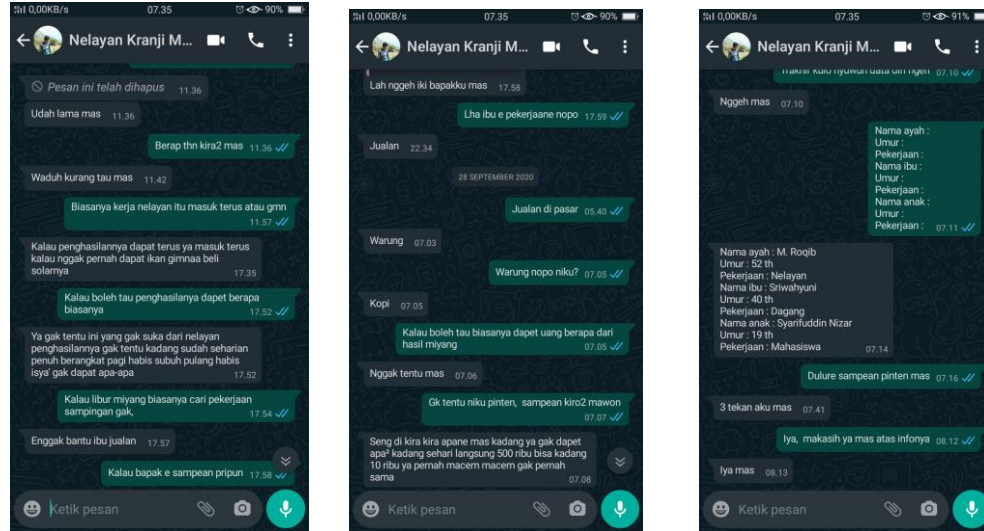 0,00KB/s 07.35 90%
Nelayan Kranji M...
Pesan ini telah dihapus 11.36
Udah lama mas 11.36
Berap thn kira2 mas 11.36
Waduh kurang tau mas 11.42
Biasanya kerja nelayan itu masuk terus atau gmn
11.57
Kalau penghasilannya dapat terus ya masuk terus
kalau nggak pernah dapat ikan gimnaa beli
solarnya 17.35
Kalau boleh tau penghasilanya dapet berapa
biasanya 17.52
Ya gak tentu ini yang gak suka dari nelayan
penghasilannya gak tentu kadang sudah seharian
penuh berangkat pagi habis subuh pulang habis
isya' gak dapat apa-apa 17.52
Kalau libur miyang biasanya cari pekerjaan
sampingan gak, 17.54
Enggak bantu ibu jualan 17.57
Kalau bapak e sampean pripun 17.58
Ketik pesan
0,00KB/s 07.35 90%
Nelayan Kranji M...
Lah nggeh iki bapakku mas 17.58
Lha ibu e pekerjaane nopo 17.59
Jualan 22.34
28 SEPTEMBER 2020
Jualan di pasar 05.40
Warung 07.03
Warung nopo niku? 07.05
Kopi 07.05
Kalau boleh tau biasanya dapet uang berapa dari
hasil miyang 07.05
Nggak tentu mas 07.06
Gk tentu niku pinten, sampean kiro2 mawon
07.07
Seng di kira kira apane mas kadang ya gak dapet
apa² kadang sehari langsung 500 ribu bisa kadang
10 ribu ya pernah macem macem gak pernah
sama 07.08
Ketik pesan
0,00KB/s 07.35 91%
Nelayan Kranji M...
07.10
Nggeh mas 07.10
Nama ayah :
Umur :
Pekerjaan :
Nama ibu :
Umur :
Pekerjaan :
Nama anak :
Umur :
Pekerjaan : 07.11
Nama ayah : M. Roqib
Umur : 52 th
Pekerjaan : Nelayan
Nama ibu : Sriwahyuni
Umur : 40 th
Pekerjaan : Dagang
Nama anak : Syarifuddin Nizar
Umur : 19 th
Pekerjaan : Mahasiswa 07.14
Dulure sampean pinten mas 07.16
3 tekan aku mas 07.41
Iya, makasih ya mas atas infonya 08.12
Iya mas 08.13
Ketik pesan